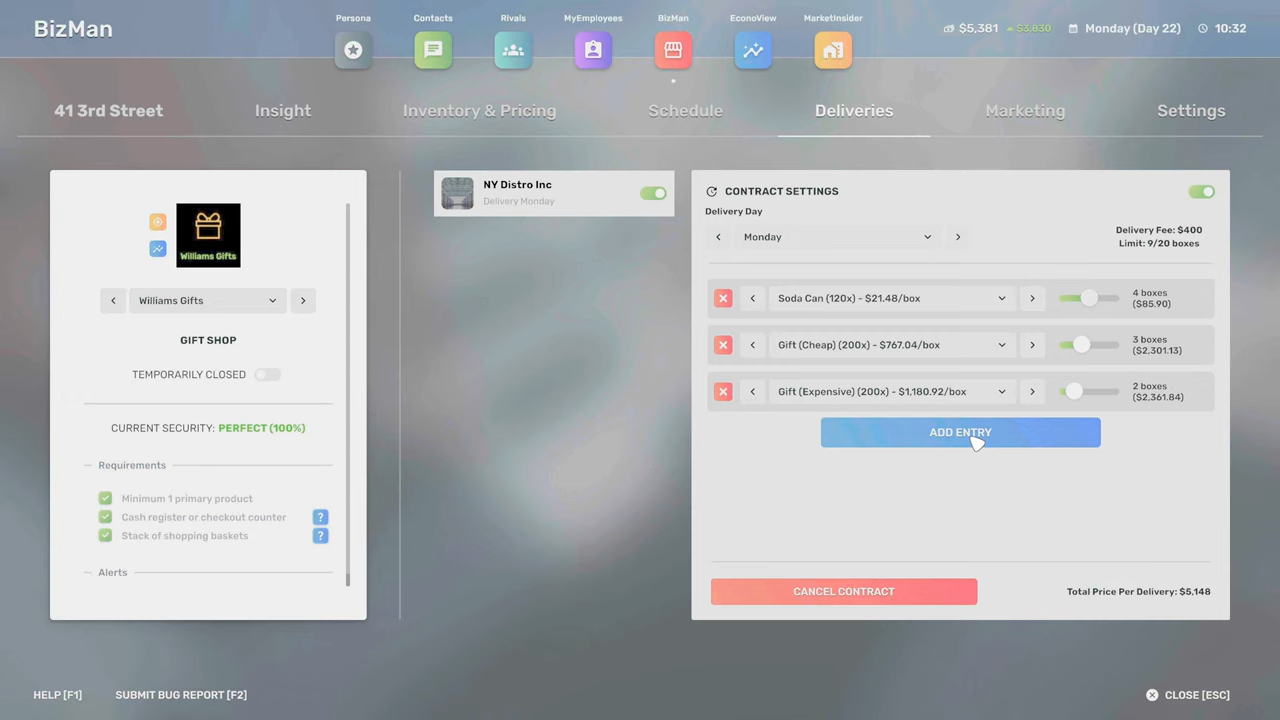 BizMan
Persona
Contacts
Rivals
MyEmployees
BizMan
EconoView
MarketInsider
$5,381
$3,830
Monday (Day 22)
10:32
41 3rd Street
Insight
Inventory & Pricing
Schedule
Deliveries
Marketing
Settings
Williams Gifts
Williams Gifts
GIFT SHOP
TEMPORARILY CLOSED
CURRENT SECURITY: PERFECT (100%)
Requirements
Minimum 1 primary product
Cash register or checkout counter ?
Stack of shopping baskets ?
Alerts
NY Distro Inc
Delivery Monday
CONTRACT SETTINGS
Delivery Day
Monday
Delivery Fee: $400
Limit: 9/20 boxes
Soda Can (120x) - $21.48/box
4 boxes
($85.90)
Gift (Cheap) (200x) - $767.04/box
3 boxes
($2,301.13)
Gift (Expensive) (200x) - $1,180.92/box
2 boxes
($2,361.84)
ADD ENTRY
CANCEL CONTRACT
Total Price Per Delivery: $5,148
HELP [F1]
SUBMIT BUG REPORT [F2]
CLOSE [ESC]